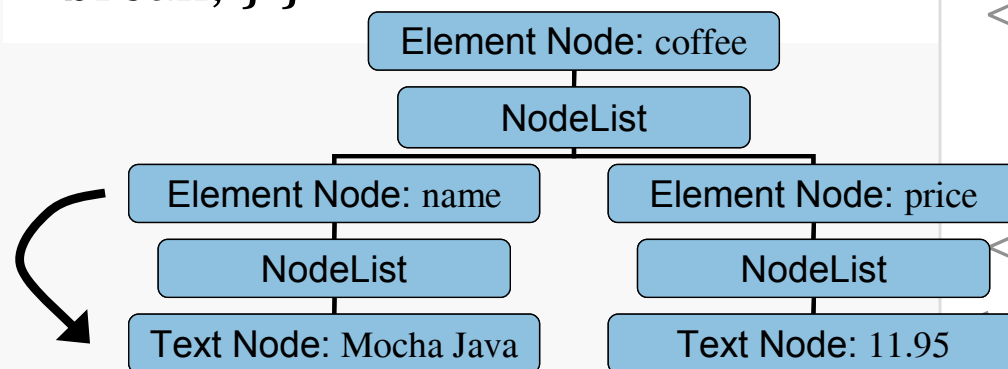 Element Node: coffee
NodeList
Element Node: name
Element Node: price
NodeList
NodeList
Text Node: Mocha Java
Text Node: 11.95